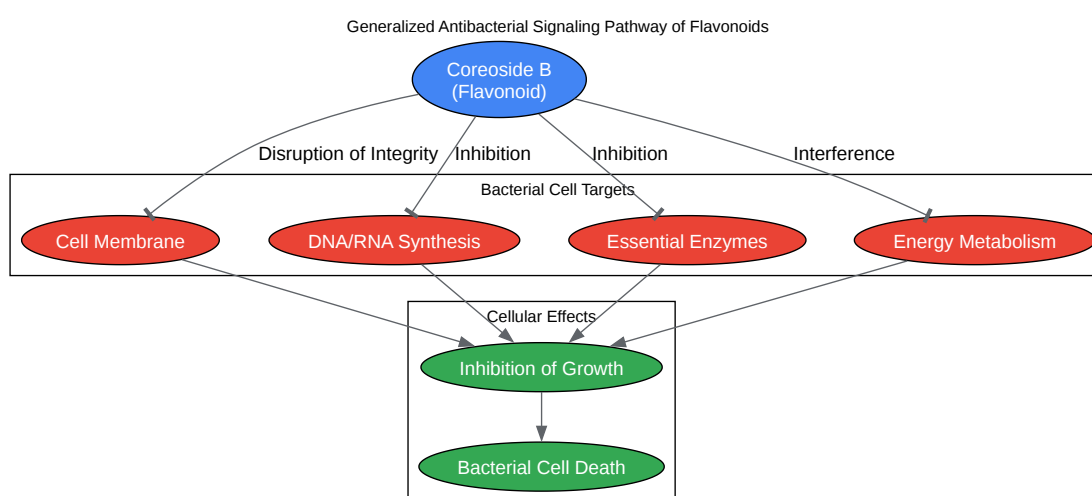 Generalized Antibacterial Signaling Pathway of Flavonoids
Coreoside B
(Flavonoid)
Disruption of Integrity
Inhibition
Inhibition
Interference
Bacterial Cell Targets
Cell Membrane
DNA/RNA Synthesis
Essential Enzymes
Energy Metabolism
Cellular Effects
Inhibition of Growth
Bacterial Cell Death